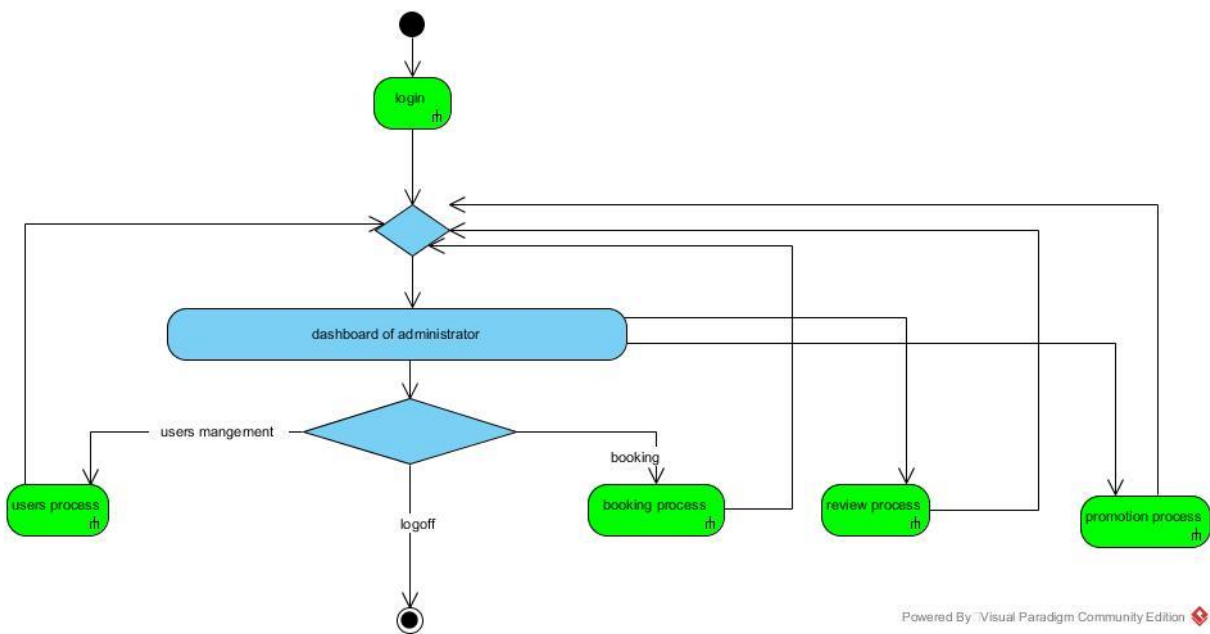 login
dashboard of administrator
users mangement
booking
users process
booking process
review process
promotion process
logoff
Powered By Visual Paradigm Community Edition